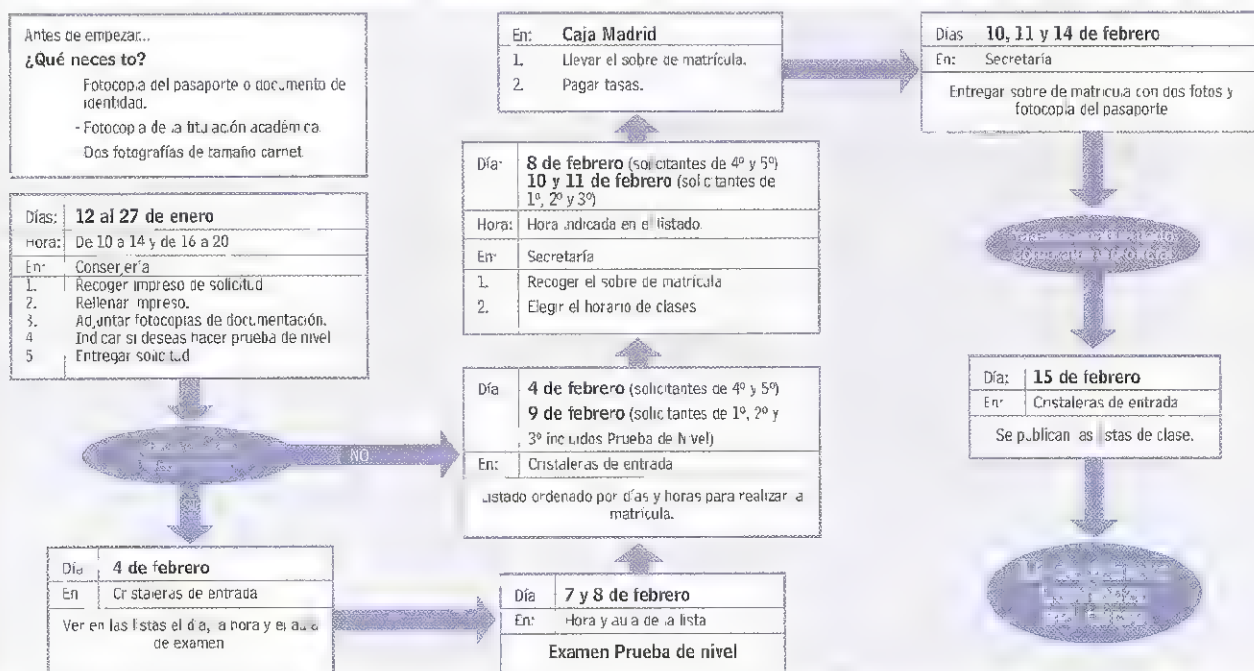 Antes de empezar...
¿Qué neces to?
Fotocopia del pasaporte o documento de
identidad.
- Fotocopia de la titulación académica.
Dos fotografías de tamaño carnet
Días: 12 al 27 de enero
Hora: De 10 a 14 y de 16 a 20
En: Conserjería
1. Recoger impreso de solicitud
2. Rellenar impreso.
3. Adjuntar fotocopias de documentación.
4 Indicar si deseas hacer prueba de nivel
5 Entregar solicitud
NO
Día 4 de febrero
En Cristaleras de entrada
Ver en las listas el día, la hora y el aula
de examen
Día 7 y 8 de febrero
En: Hora y aula de la lista
Examen Prueba de nivel
Día 4 de febrero (solicitantes de 4º y 5º)
9 de febrero (solicitantes de 1º, 2º y
3º incluidos Prueba de Nivel)
En: Cristaleras de entrada
Listado ordenado por días y horas para realizar la
matrícula.
Día: 8 de febrero (solicitantes de 4º y 5º)
10 y 11 de febrero (solicitantes de
1º, 2º y 3º)
Hora: Hora indicada en el listado.
En: Secretaría
1. Recoger el sobre de matrícula
2. Elegir el horario de clases
En: Caja Madrid
1. Llevar el sobre de matrícula.
2. Pagar tasas.
Días 10, 11 y 14 de febrero
En: Secretaría
Entregar sobre de matrícula con dos fotos y
fotocopia del pasaporte
Día: 15 de febrero
En: Cristaleras de entrada
Se publican las listas de clase.